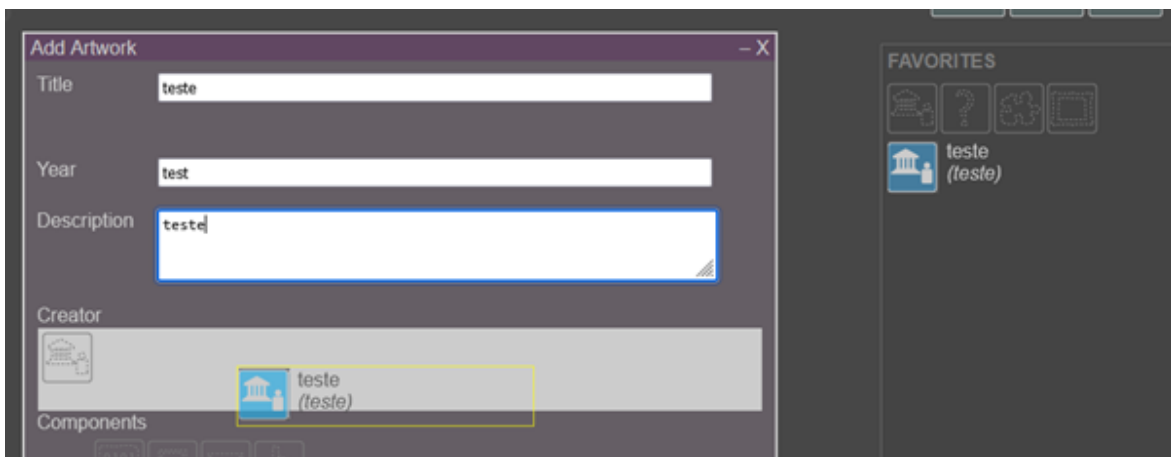 Add Artwork – X
Title
teste
Year
test
Description
teste
Creator
teste
(teste)
Components
FAVORITES
?
teste
(teste)